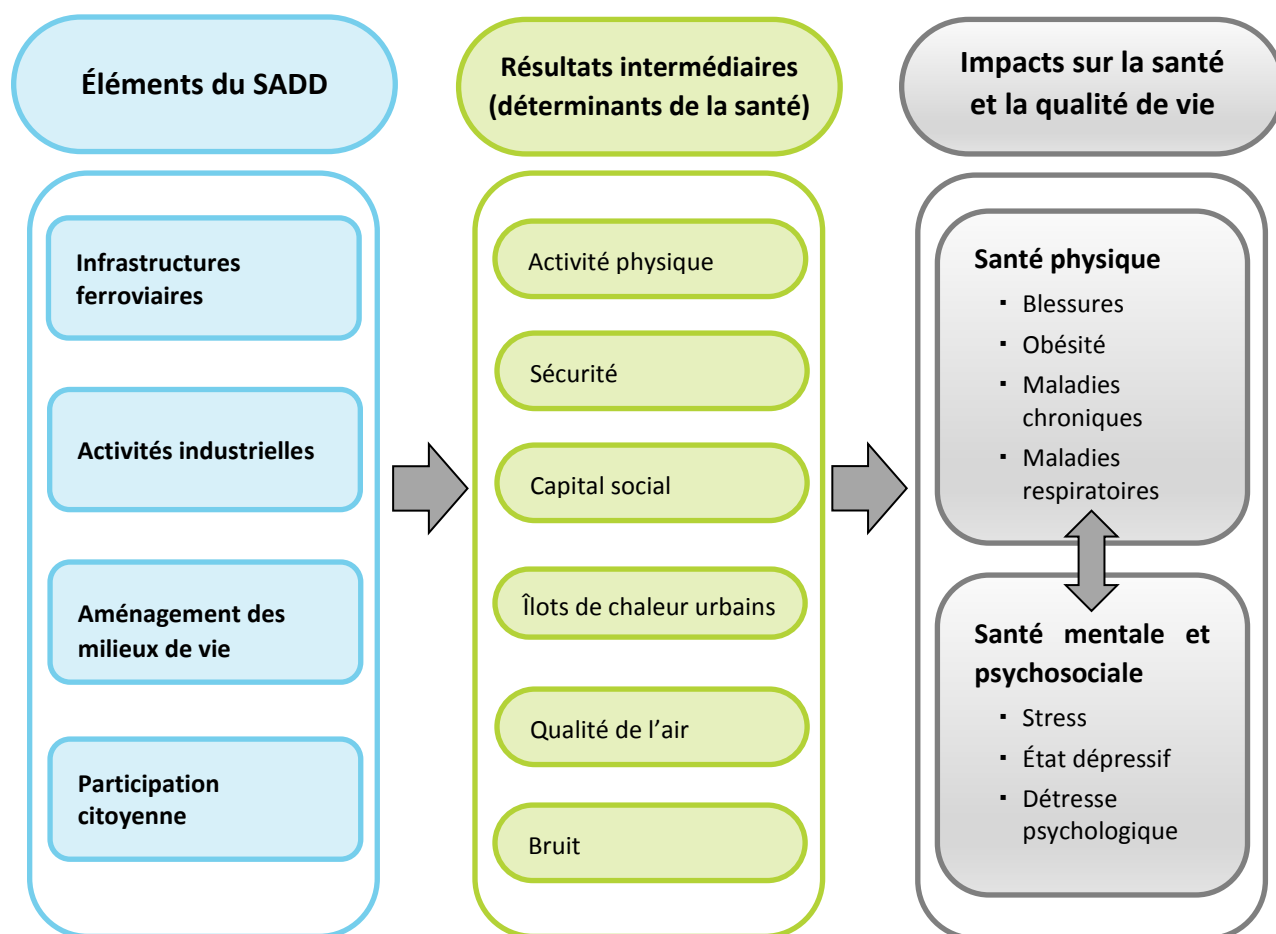 Éléments du SADD
Infrastructures
ferroviaires
Activités industrielles
Aménagement des
milieux de vie
Participation
citoyenne
Résultats intermédiaires
(déterminants de la santé)
Activité physique
Sécurité
Capital social
Îlots de chaleur urbains
Qualité de l’air
Bruit
Impacts sur la santé
et la qualité de vie
Santé physique
▪ Blessures
▪ Obésité
▪ Maladies
chroniques
▪ Maladies
respiratoires
Santé mentale et
psychosociale
▪ Stress
▪ État dépressif
▪ Détresse
psychologique